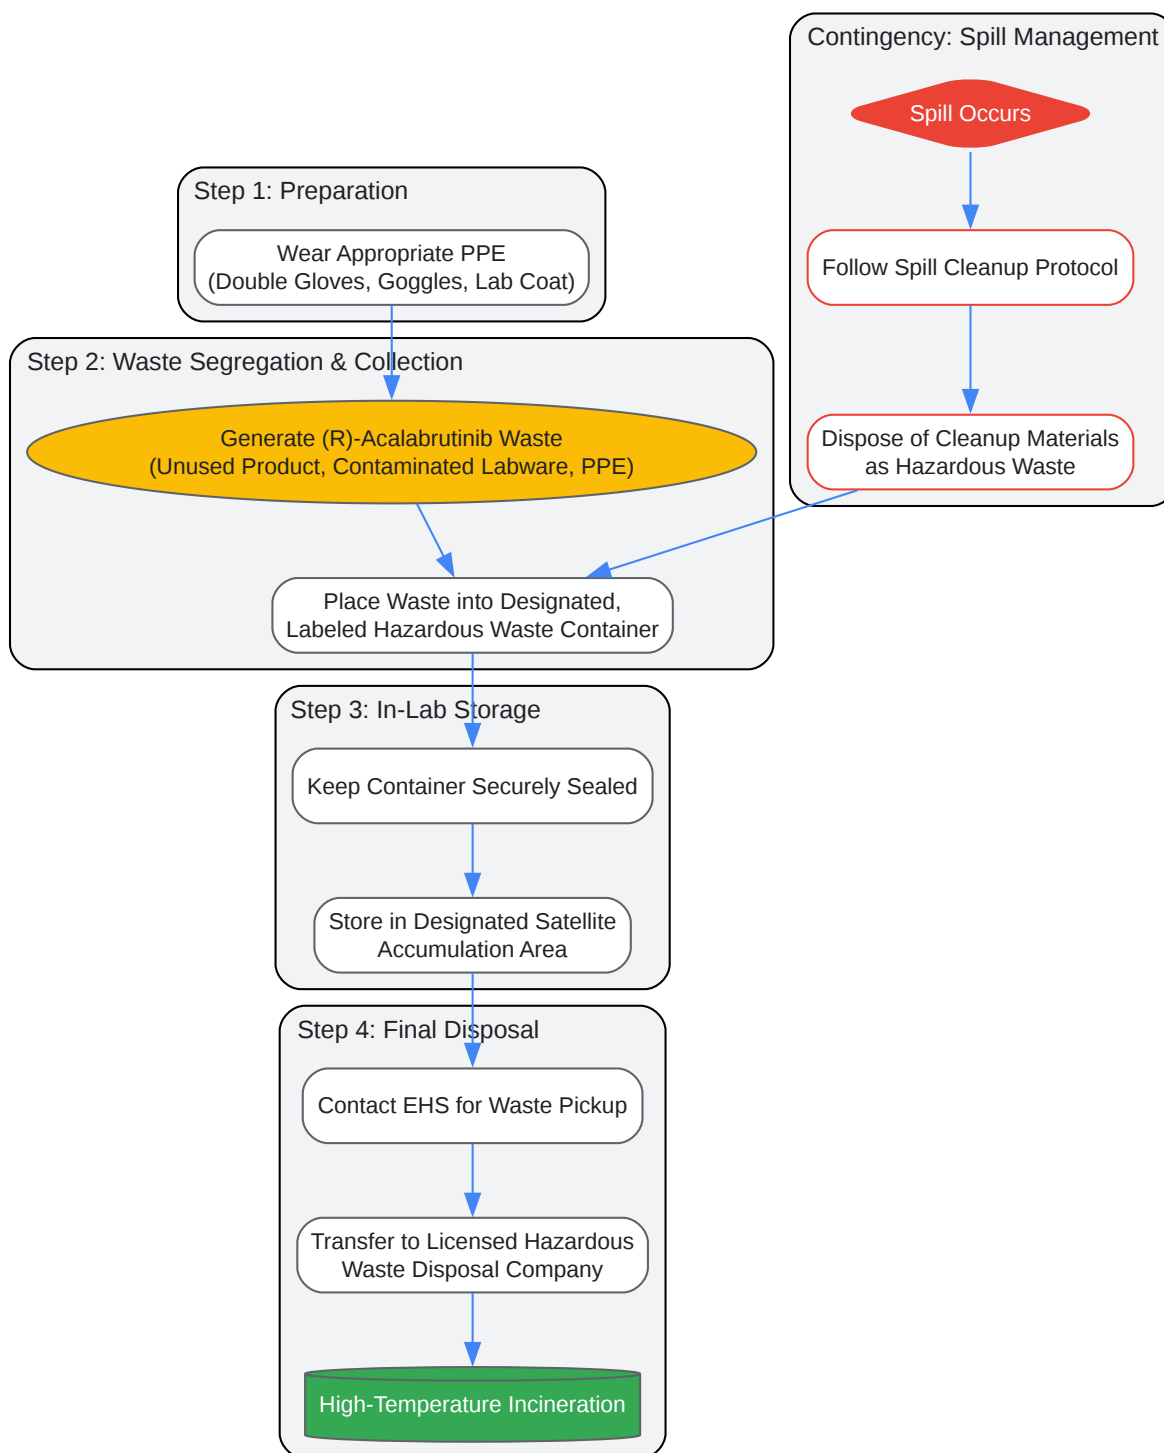 Contingency: Spill Management
Spill Occurs
Follow Spill Cleanup Protocol
Dispose of Cleanup Materials
as Hazardous Waste
Step 1: Preparation
Wear Appropriate PPE
(Double Gloves, Goggles, Lab Coat)
Step 2: Waste Segregation & Collection
Generate (R)-Acalabrutinib Waste
(Unused Product, Contaminated Labware, PPE)
Place Waste into Designated,
Labeled Hazardous Waste Container
Step 3: In-Lab Storage
Keep Container Securely Sealed
Store in Designated Satellite
Accumulation Area
Step 4: Final Disposal
Contact EHS for Waste Pickup
Transfer to Licensed Hazardous
Waste Disposal Company
High-Temperature Incineration